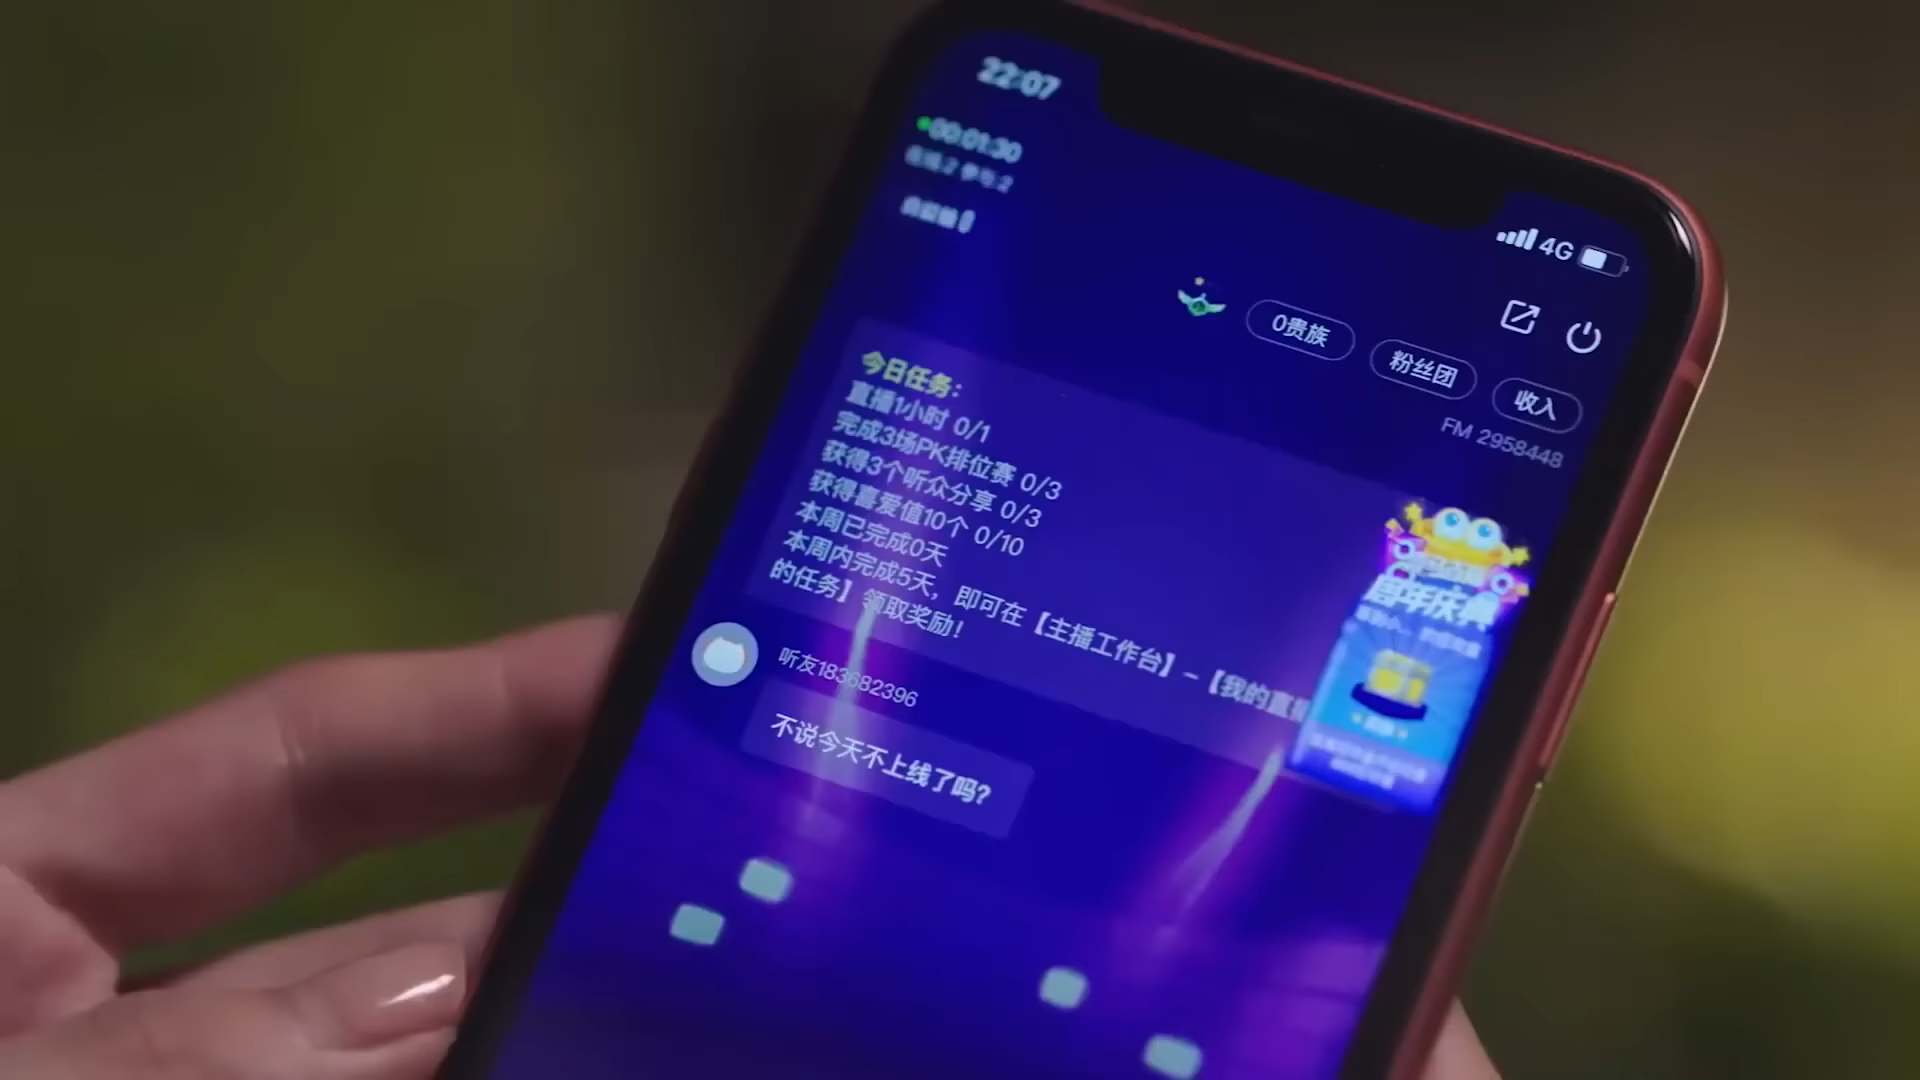 22:07
4G
00:01:30
0贵族
粉丝团
收入
FM 2958448
今日任务:
直播1小时 0/1
完成3场PK排位赛 0/3
获得3个听众分享 0/3
获得喜爱值10个 0/10
本周已完成0天
本周内完成5天，即可在【主播工作台】-【我的直播
的任务】领取奖励!
周年庆典
听友183682396
不说今天不上线了吗?